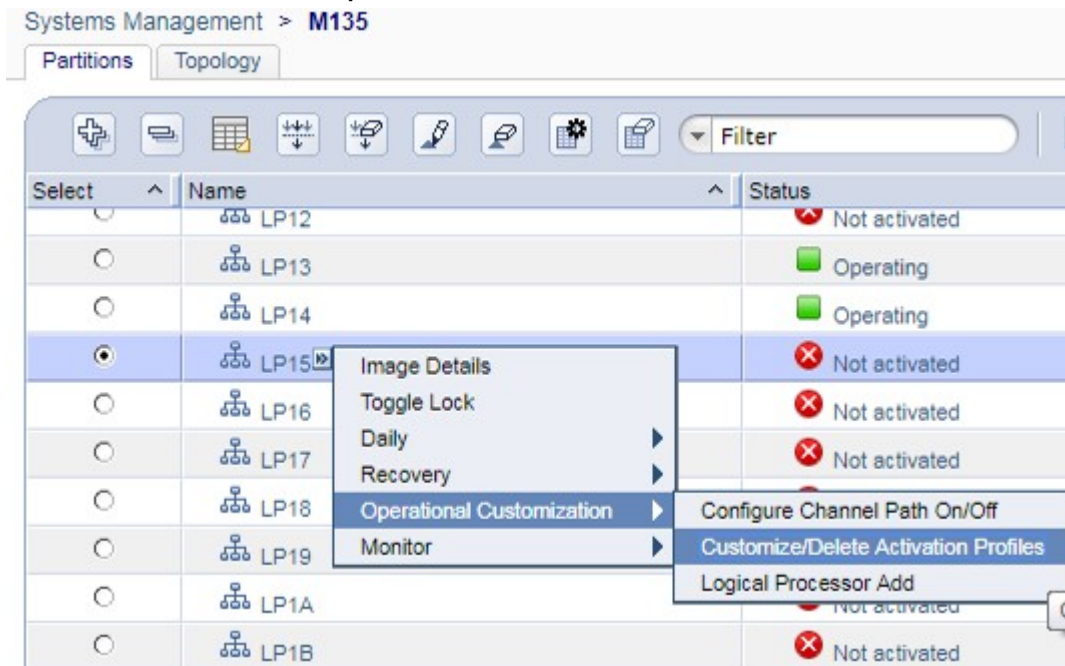 Systems Management > M135
Partitions Topology
Filter
Select Name Status
LP12 Not activated
LP13 Operating
LP14 Operating
LP15 Not activated
Image Details
Toggle Lock
Daily
Recovery
Operational Customization
Monitor
Configure Channel Path On/Off
Customize/Delete Activation Profiles
Logical Processor Add
LP16 Not activated
LP17 Not activated
LP18
LP19
LP1A Not activated
LP1B Not activated